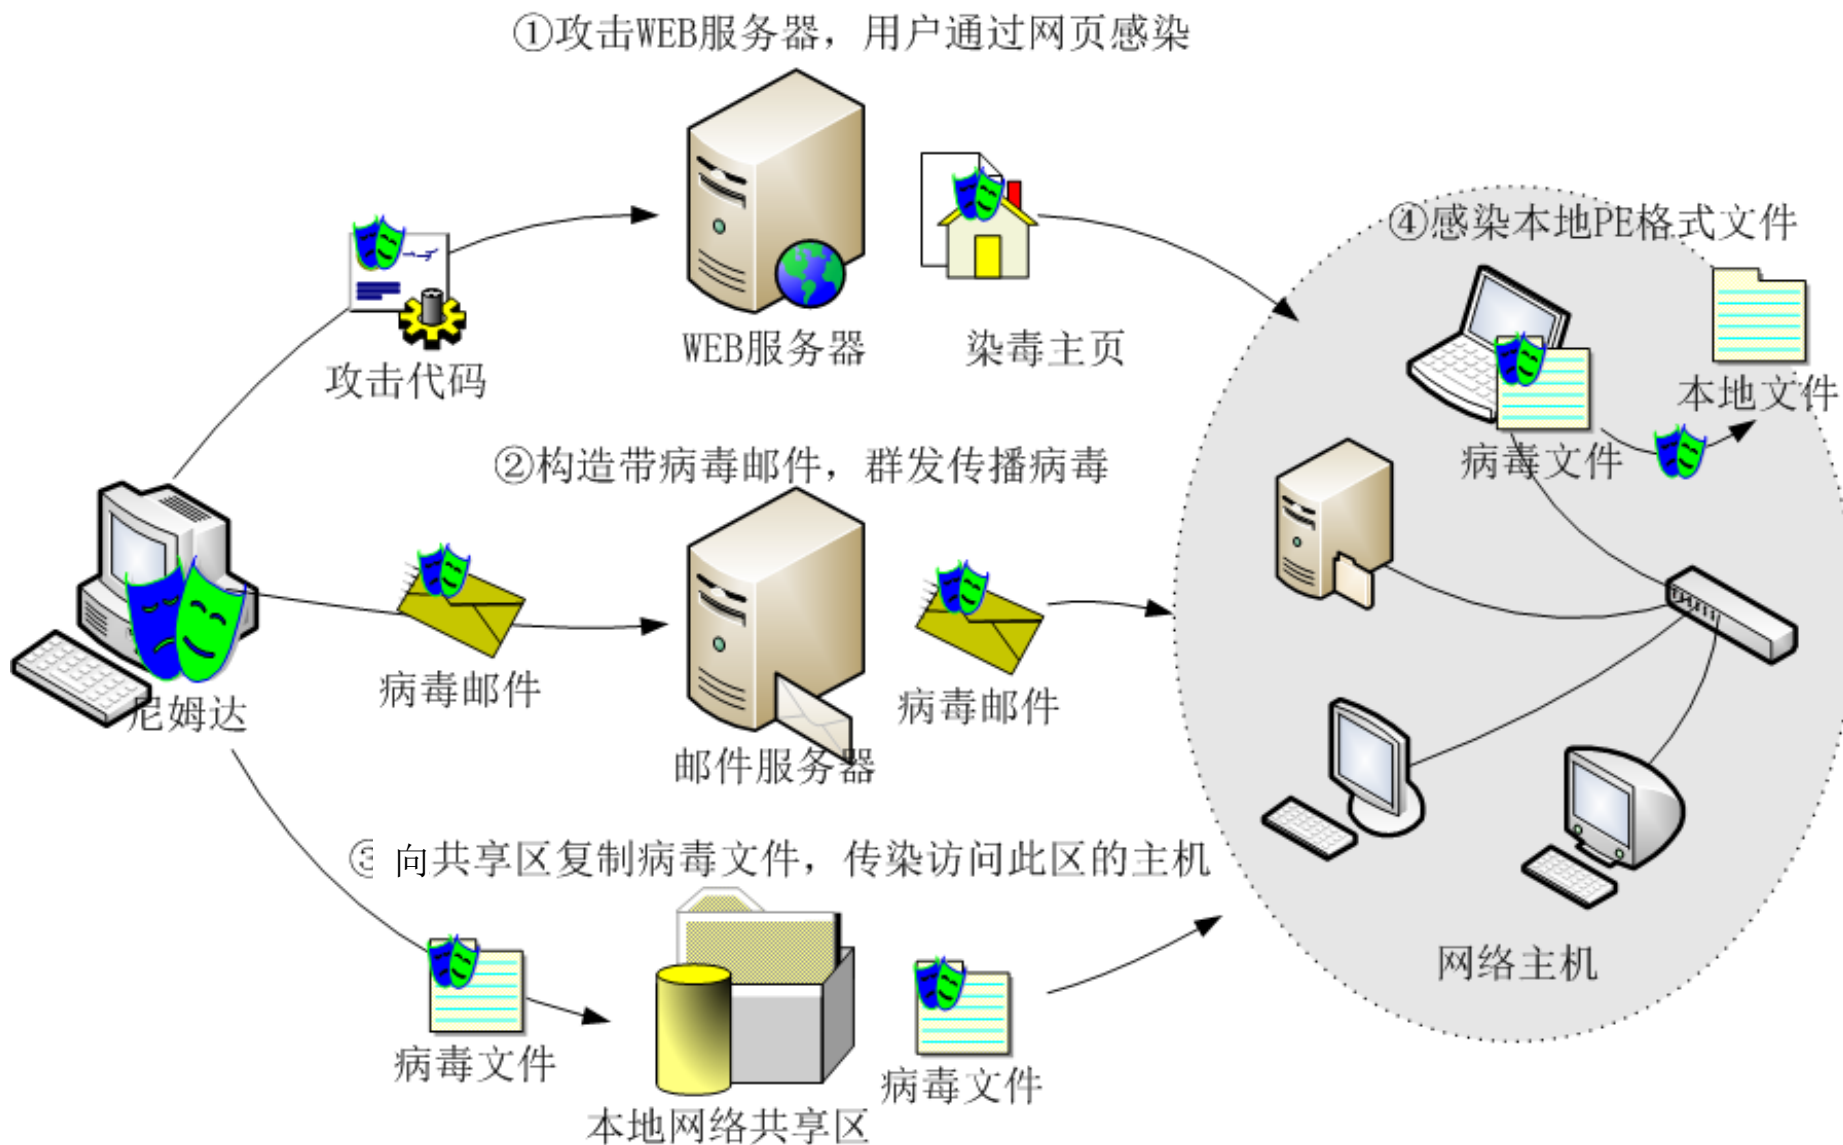 ①攻击WEB服务器，用户通过网页感染
④感染本地PE格式文件
攻击代码
WEB服务器
染毒主页
本地文件
病毒文件
②构造带病毒邮件，群发传播病毒
尼姆达
病毒邮件
病毒邮件
邮件服务器
③向共享区复制病毒文件，传染访问此区的主机
网络主机
病毒文件
病毒文件
本地网络共享区